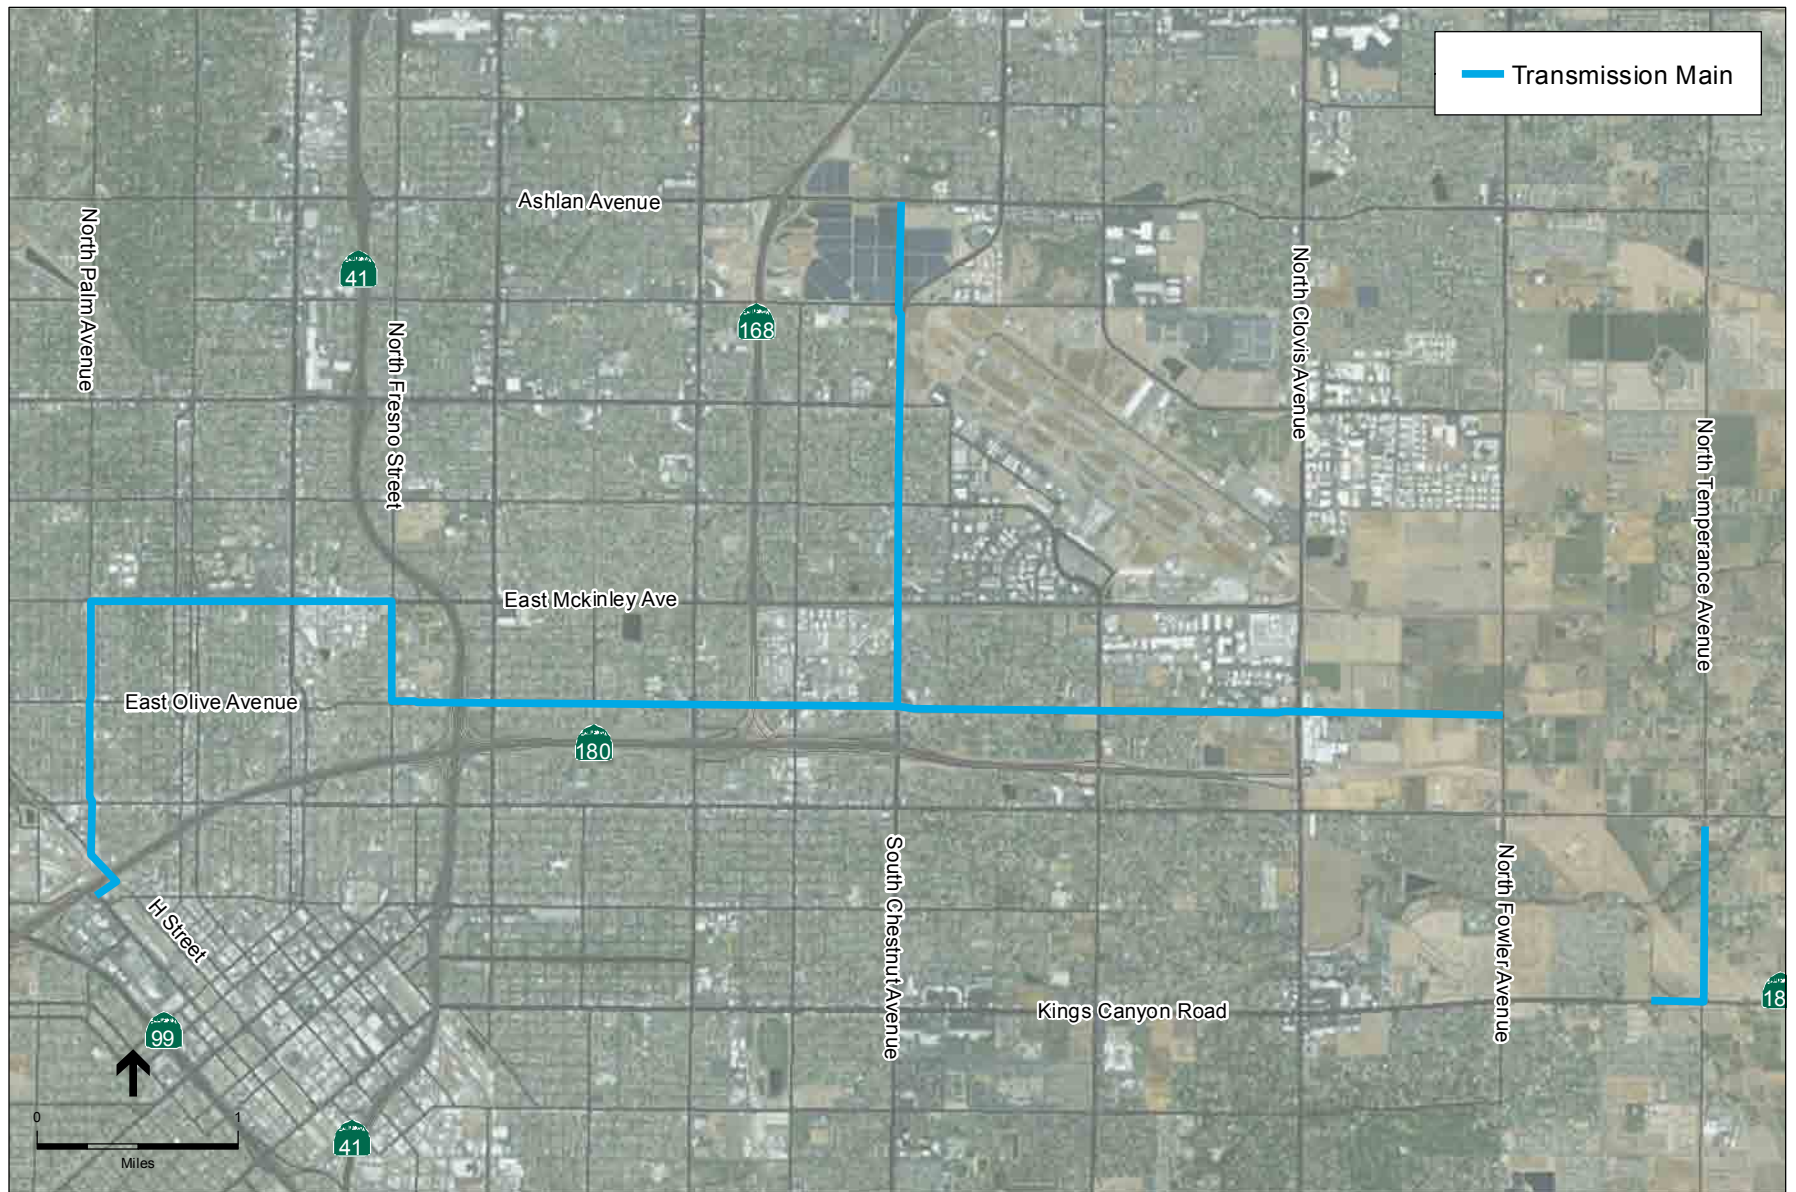 Transmission Main
Ashlan Avenue
North Palm Avenue
41
North Clovis Avenue
168
North Fresno Street
North Temperance Avenue
East Mckinley Ave
East Olive Avenue
180
South Chestnut Avenue
North Fowler Avenue
H Street
18
Kings Canyon Road
99
0 1
Miles
41